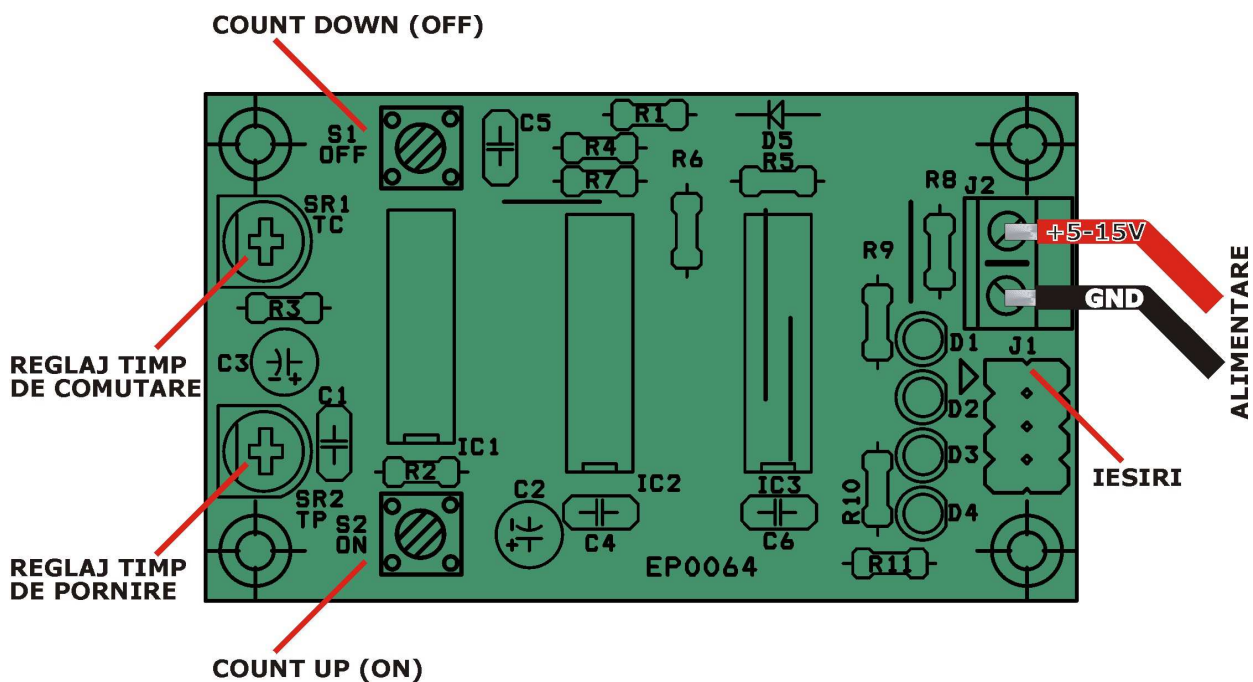 COUNT DOWN (OFF)
S1
OFF
C5
R1
R4
R7
D5
R5
R6
SR1
TC
R8
J2
+5-15V
GND
ALIMENTARE
R9
R3
C3
REGLAJ TIMP
DE COMUTARE
D1
J1
D2
C1
IC1
D3
R2
IC2
IC3
IESIRI
SR2
TP
S2
ON
C2
C4
C6
R10
D4
EP0064
R11
REGLAJ TIMP
DE PORNIRE
COUNT UP (ON)